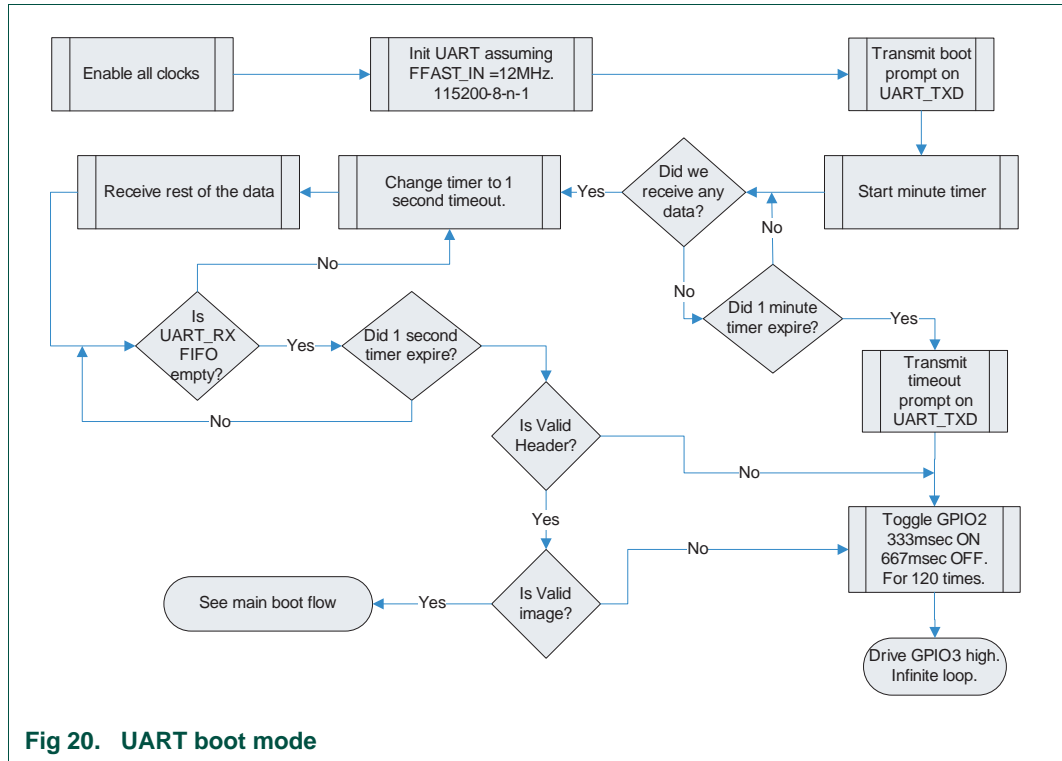 Enable all clocks
Init UART assuming
FFAST_IN =12MHz.
115200-8-n-1
Transmit boot
prompt on
UART_TXD
Receive rest of the data
Change timer to 1
second timeout.
Yes
Did we
receive any
data?
Start minute timer
No
No
No
Is
UART_RX
FIFO
empty?
Yes
Did 1 second
timer expire?
Did 1 minute
timer expire?
Yes
Transmit
timeout
prompt on
UART_TXD
No
Is Valid
Header?
No
Yes
Toggle GPIO2
333msec ON
667msec OFF.
For 120 times.
No
See main boot flow
Yes
Is Valid
image?
Drive GPIO3 high.
Infinite loop.
Fig 20. UART boot mode